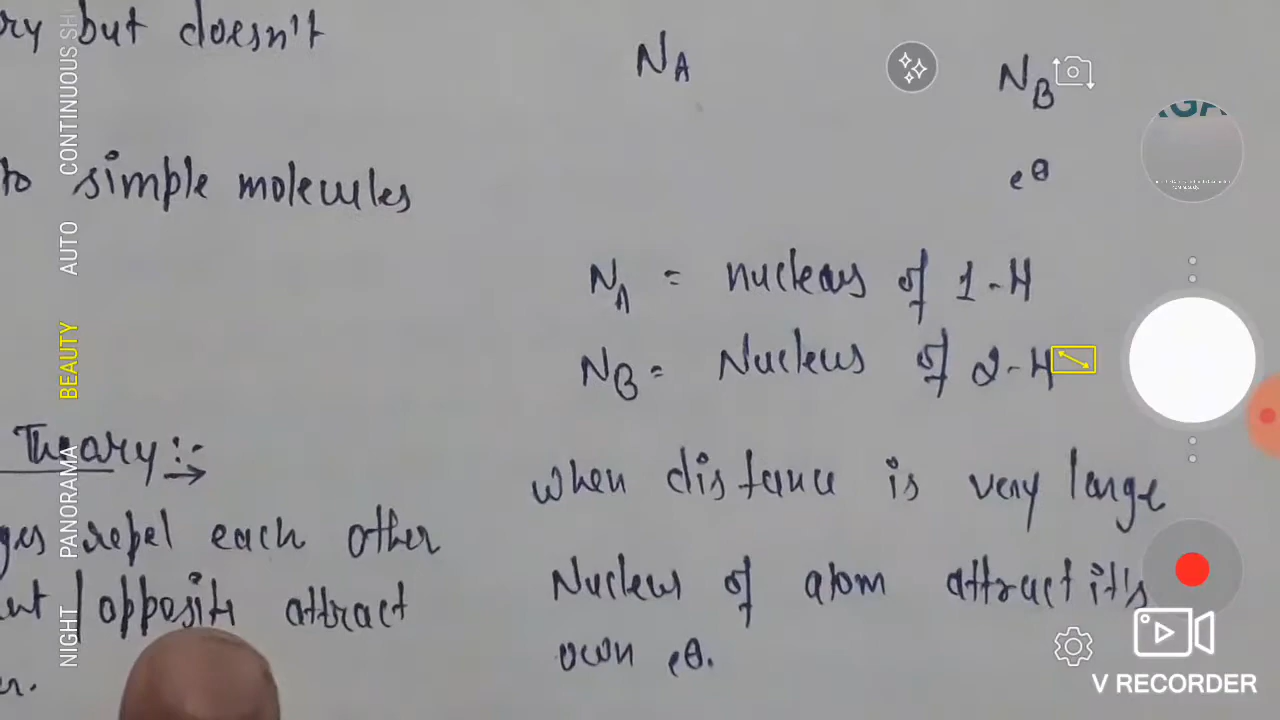 ry but doesn't
to simple molecules
Theory :-
ges repel each other
opposite attract
er.
NA
NB
e⊖
NA = nucleus of 1-H
NB = Nucleus of 2-H
when distance is very large
Nucleus of atom attract it's
own e⊖.
CONTINUOUS SH
AUTO
BEAUTY
PANORAMA
NIGHT
V RECORDER